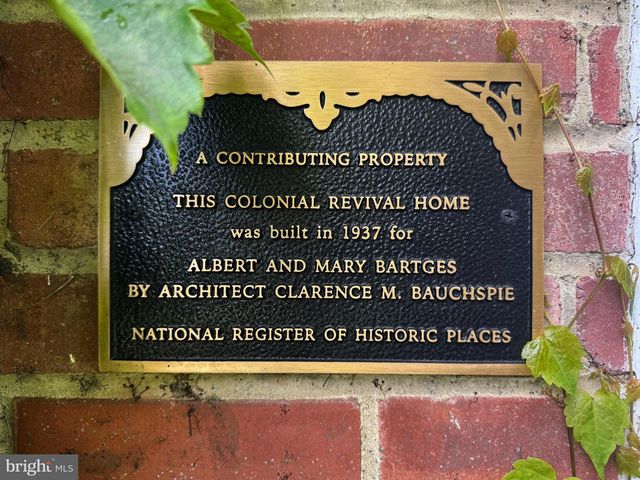 A CONTRIBUTING PROPERTY
THIS COLONIAL REVIVAL HOME
was built in 1937 for
ALBERT AND MARY BARTGES
BY ARCHITECT CLARENCE M. BAUCHSPIE
NATIONAL REGISTER OF HISTORIC PLACES
bright MLS